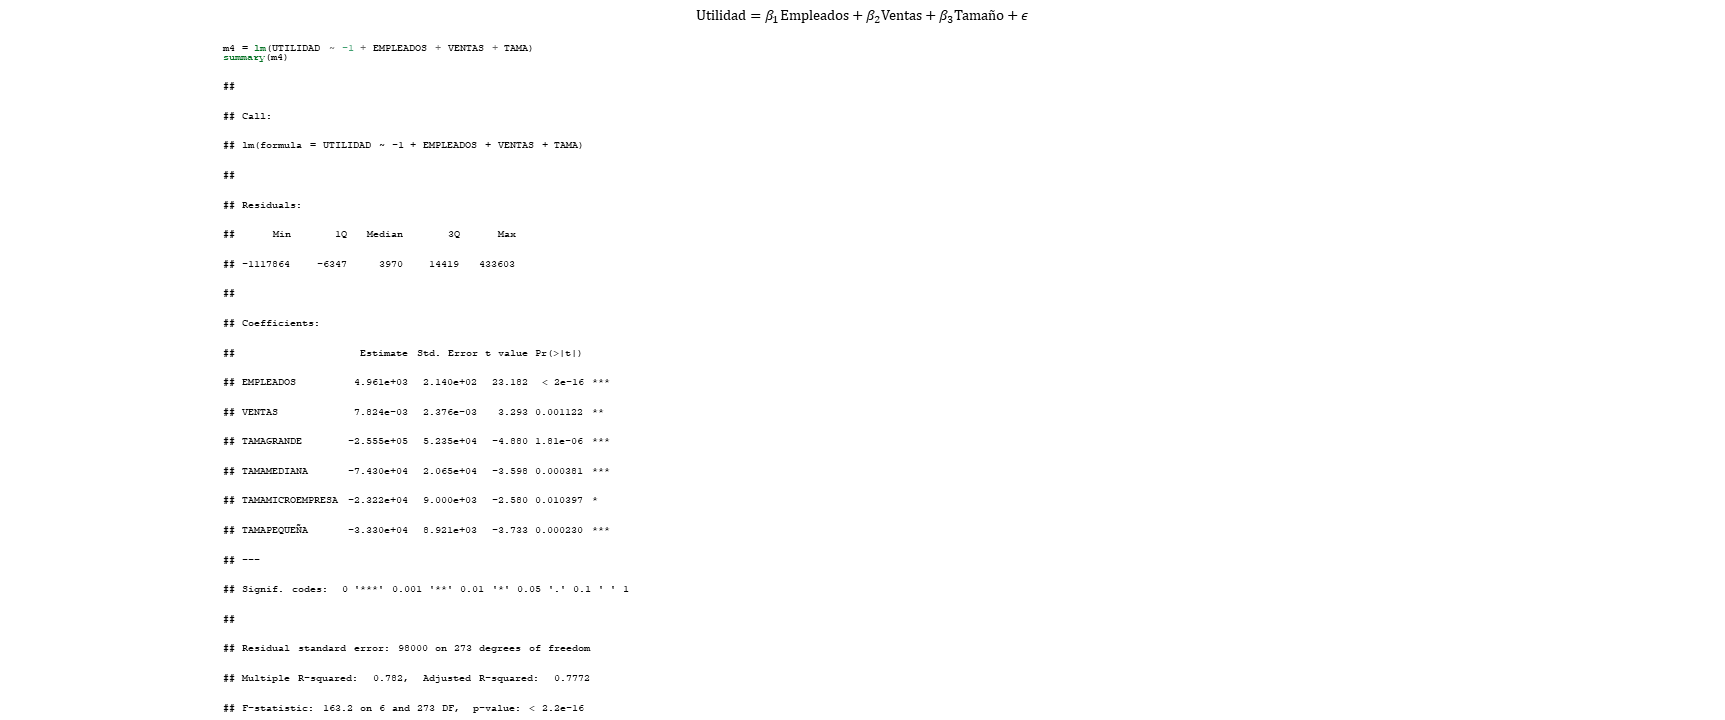 Utilidad = β₁Empleados + β₂Ventas + β₃Tamaño + ϵ
m4 = lm(UTILIDAD ~ -1 + EMPLEADOS + VENTAS + TAMA)
summary(m4)
##
## Call:
## lm(formula = UTILIDAD ~ -1 + EMPLEADOS + VENTAS + TAMA)
##
## Residuals:
##      Min       1Q   Median       3Q      Max
## -1117864    -6347     3970    14419   433603
##
## Coefficients:
##                    Estimate Std. Error t value Pr(>|t|)
## EMPLEADOS         4.961e+03  2.140e+02  23.182  < 2e-16 ***
## VENTAS            7.824e-03  2.376e-03   3.293 0.001122 **
## TAMAGRANDE       -2.555e+05  5.235e+04  -4.880 1.81e-06 ***
## TAMAMEDIANA      -7.430e+04  2.065e+04  -3.598 0.000381 ***
## TAMAMICROEMPRESA -2.322e+04  9.000e+03  -2.580 0.010397 *
## TAMAPEQUEÑA      -3.330e+04  8.921e+03  -3.733 0.000230 ***
## ---
## Signif. codes:  0 '***' 0.001 '**' 0.01 '*' 0.05 '.' 0.1 ' ' 1
##
## Residual standard error: 98000 on 273 degrees of freedom
## Multiple R-squared:  0.782,  Adjusted R-squared:  0.7772
## F-statistic: 163.2 on 6 and 273 DF,  p-value: < 2.2e-16